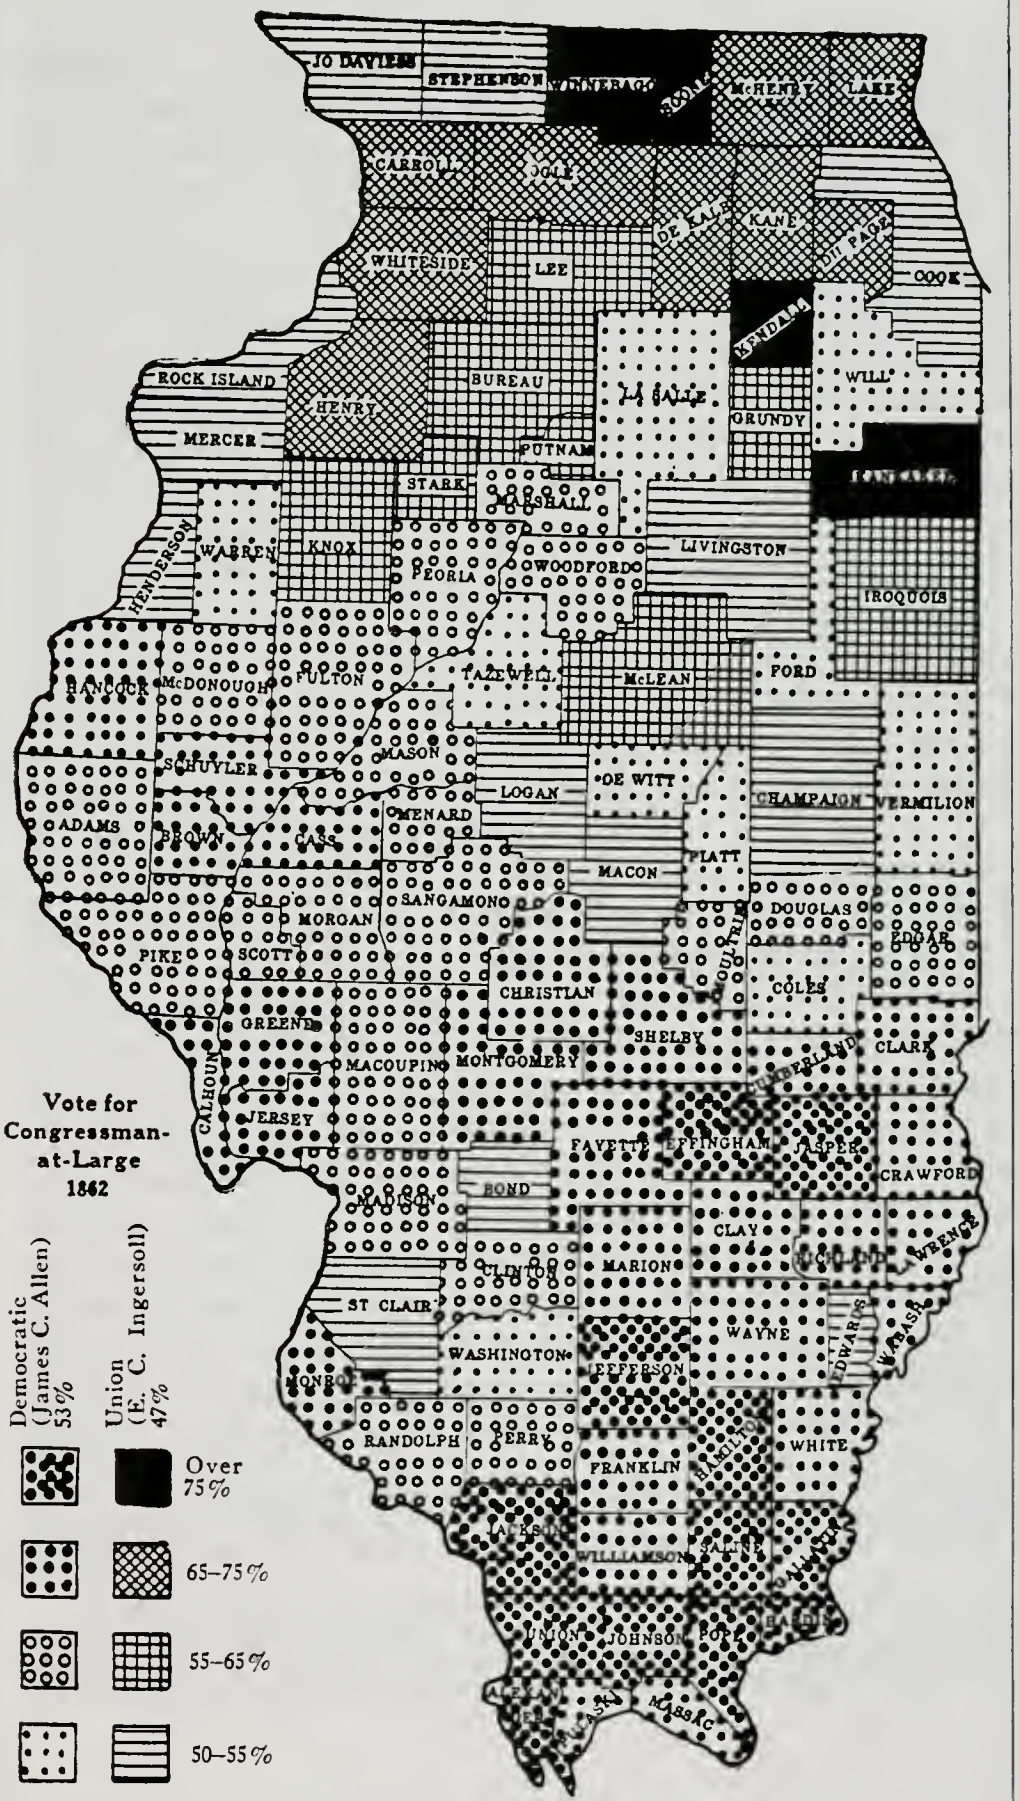 JO DAVIESS
STEPHENSON
WINNEBAGO
BOONE
McHENRY
LAKE
CARROLL
OGLE
DE KALB
KANE
DU PAGE
WHITESIDE
LEE
COOK
KENDALL
ROCK ISLAND
HENRY
BUREAU
LA SALLE
WILL
MERCER
PUTNAM
GRUNDY
KANKAKEE
STARK
MARSHALL
HENDERSON
WARREN
KNOX
PEORIA
WOODFORD
LIVINGSTON
IROQUOIS
HANCOCK
McDONOUGH
FULTON
TAZEWELL
McLEAN
FORD
SCHUYLER
MASON
LOGAN
DE WITT
CHAMPAIGN
VERMILION
ADAMS
BROWN
CASS
MENARD
MACON
PIATT
PIKE
SCOTT
MORGAN
SANGAMON
MOULTRIE
DOUGLAS
EDGAR
CHRISTIAN
COLES
CALHOUN
GREENE
MACOUPIN
MONTGOMERY
SHELBY
CUMBERLAND
CLARK
JERSEY
FAYETTE
EFFINGHAM
JASPER
CRAWFORD
MADISON
BOND
CLINTON
MARION
CLAY
RICHLAND
LAWRENCE
ST CLAIR
WASHINGTON
JEFFERSON
WAYNE
EDWARDS
WABASH
MONROE
RANDOLPH
PERRY
FRANKLIN
HAMILTON
WHITE
JACKSON
WILLIAMSON
SALINE
GALLATIN
UNION
JOHNSON
POPE
HARDIN
ALEXAN
DER
PULASKI
MASSAC
Vote for
Congressman-
at-Large
1862
Democratic
(James C. Allen)
53%
Union
(E. C. Ingersoll)
47%
Over
75%
65–75%
55–65%
50–55%